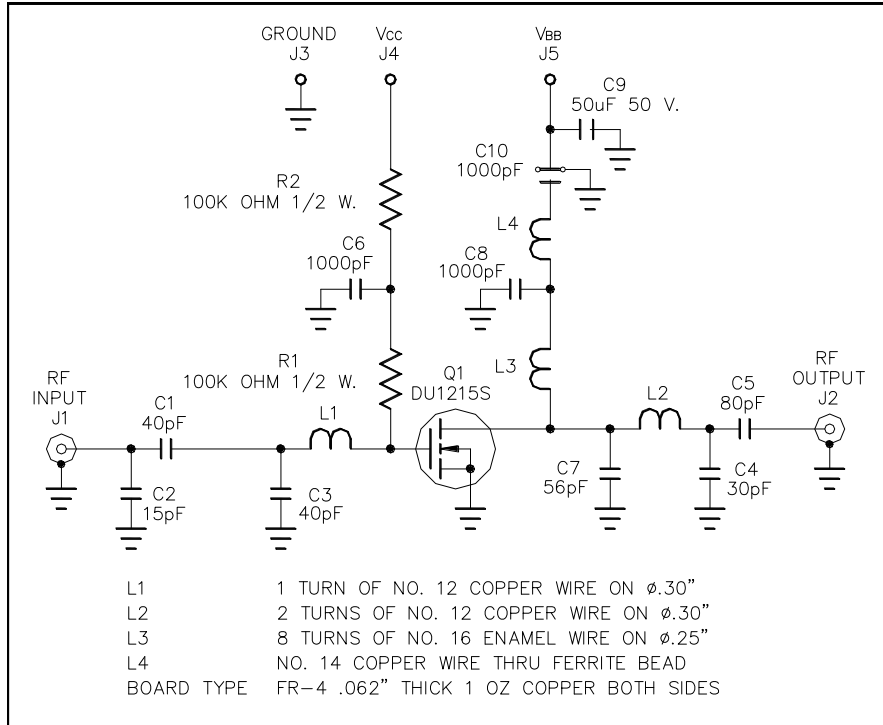 GROUND
J3
Vcc
J4
VBB
J5
C9
50uF 50 V.
C10
1000pF
R2
100K OHM 1/2 W.
L4
C6
1000pF
C8
1000pF
R1
100K OHM 1/2 W.
L3
Q1
DU1215S
RF
INPUT
J1
C1
40pF
L1
L2
C5
80pF
RF
OUTPUT
J2
C2
15pF
C3
40pF
C7
56pF
C4
30pF
L1 1 TURN OF NO. 12 COPPER WIRE ON ø.30"
L2 2 TURNS OF NO. 12 COPPER WIRE ON ø.30"
L3 8 TURNS OF NO. 16 ENAMEL WIRE ON ø.25"
L4 NO. 14 COPPER WIRE THRU FERRITE BEAD
BOARD TYPE FR-4 .062" THICK 1 OZ COPPER BOTH SIDES